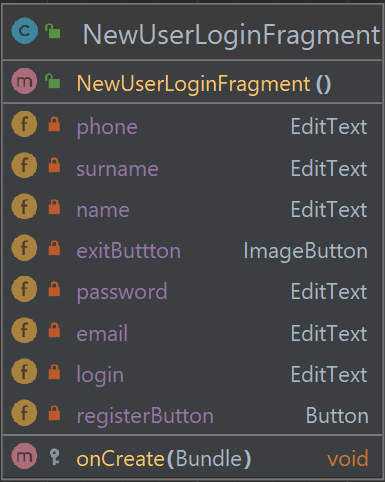 C NewUserLoginFragment
m NewUserLoginFragment()
f phone EditText
f surname EditText
f name EditText
f exitButtton ImageButton
f password EditText
f email EditText
f login EditText
f registerButton Button
m onCreate(Bundle) void